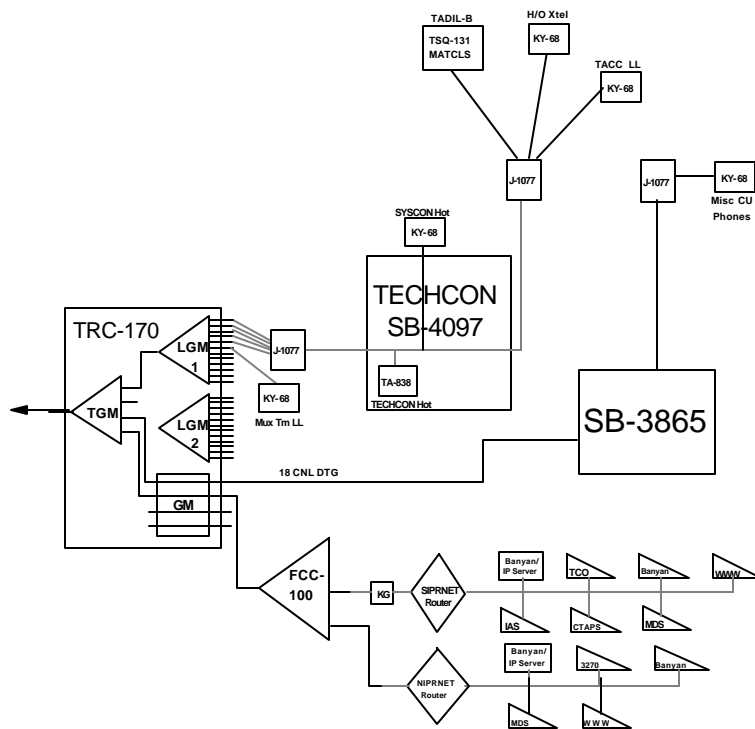 TADIL-B
TSQ-131
MATCLS
H/O Xtel
KY-68
TACC LL
KY-68
J-1077
J-1077
KY-68
Misc CU
Phones
SYSCON Hot
KY-68
TECHCON
SB-4097
TA-838
TECHCON Hot
TRC-170
LGM
1
J-1077
KY-68
Mux Tm LL
TGM
LGM
2
SB-3865
18 CNL DTG
GM
FCC-
100
KG
SIPRNET
Router
Banyan/
IP Server
TCO
Banyan
WWW
IAS
CTAPS
MDS
NIPRNET
Router
Banyan/
IP Server
3270
Banyan
MDS
W W W